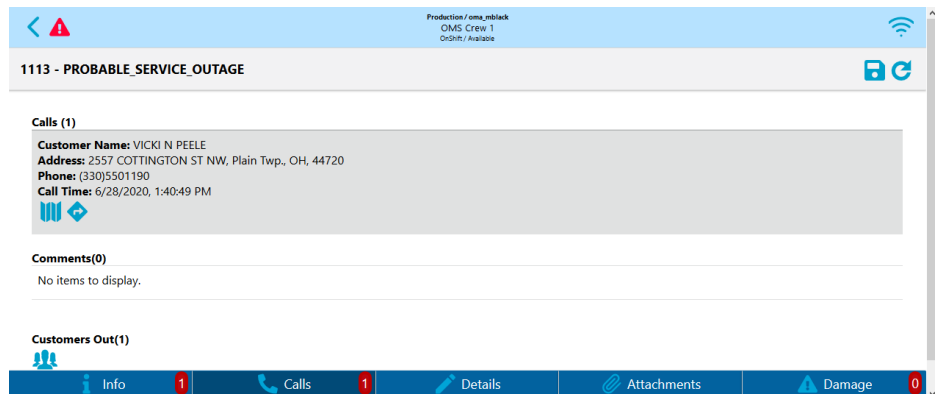 Production / oma_mblack
OMS Crew 1
OnShift / Available
1113 - PROBABLE_SERVICE_OUTAGE
Calls (1)
Customer Name: VICKI N PEELE
Address: 2557 COTTINGTON ST NW, Plain Twp., OH, 44720
Phone: (330)5501190
Call Time: 6/28/2020, 1:40:49 PM
Comments(0)
No items to display.
Customers Out(1)
Info 1 Calls 1 Details Attachments Damage 0